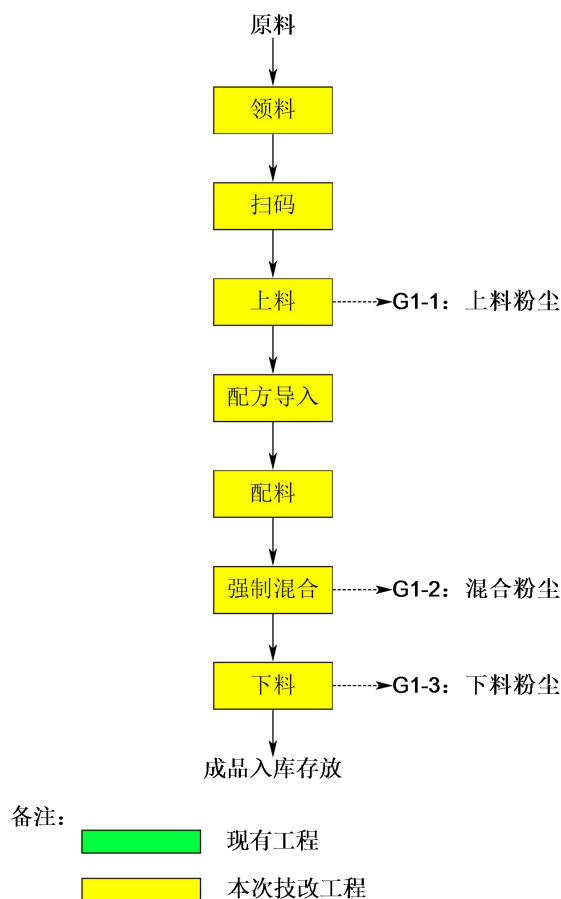 原料
领料
扫码
上料
G1-1：上料粉尘
配方导入
配料
强制混合
G1-2：混合粉尘
下料
G1-3：下料粉尘
成品入库存放
备注：
现有工程
本次技改工程